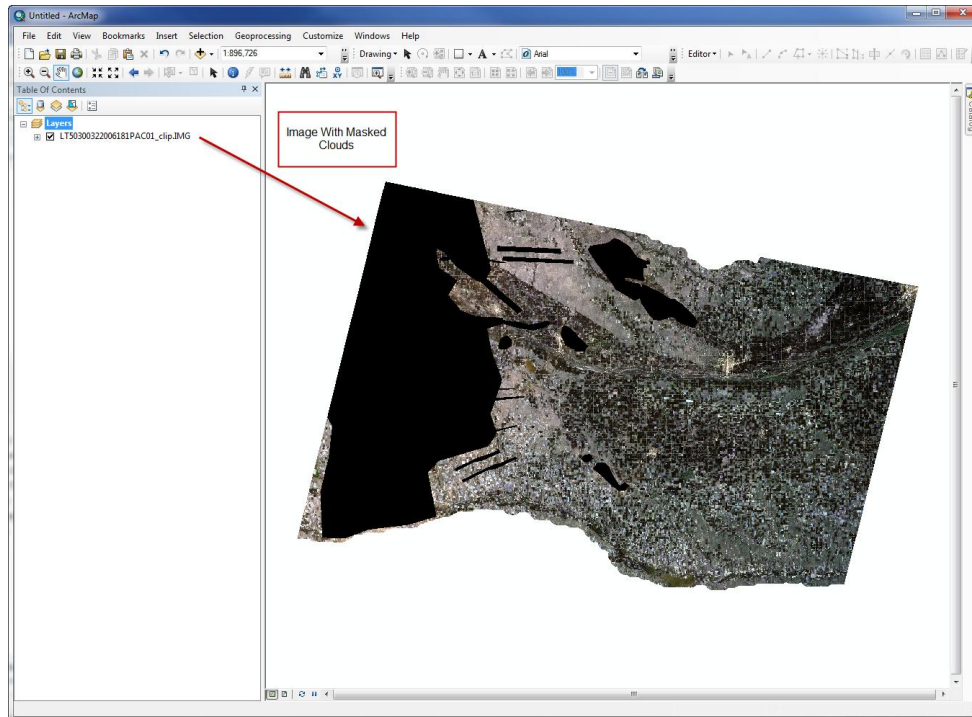 Untitled - ArcMap
File Edit View Bookmarks Insert Selection Geoprocessing Customize Windows Help
1:896,726 Drawing Arial Editor
Table Of Contents
Layers
LT50300322006181PAC01_clip.IMG
Image With Masked
Clouds
Catalog